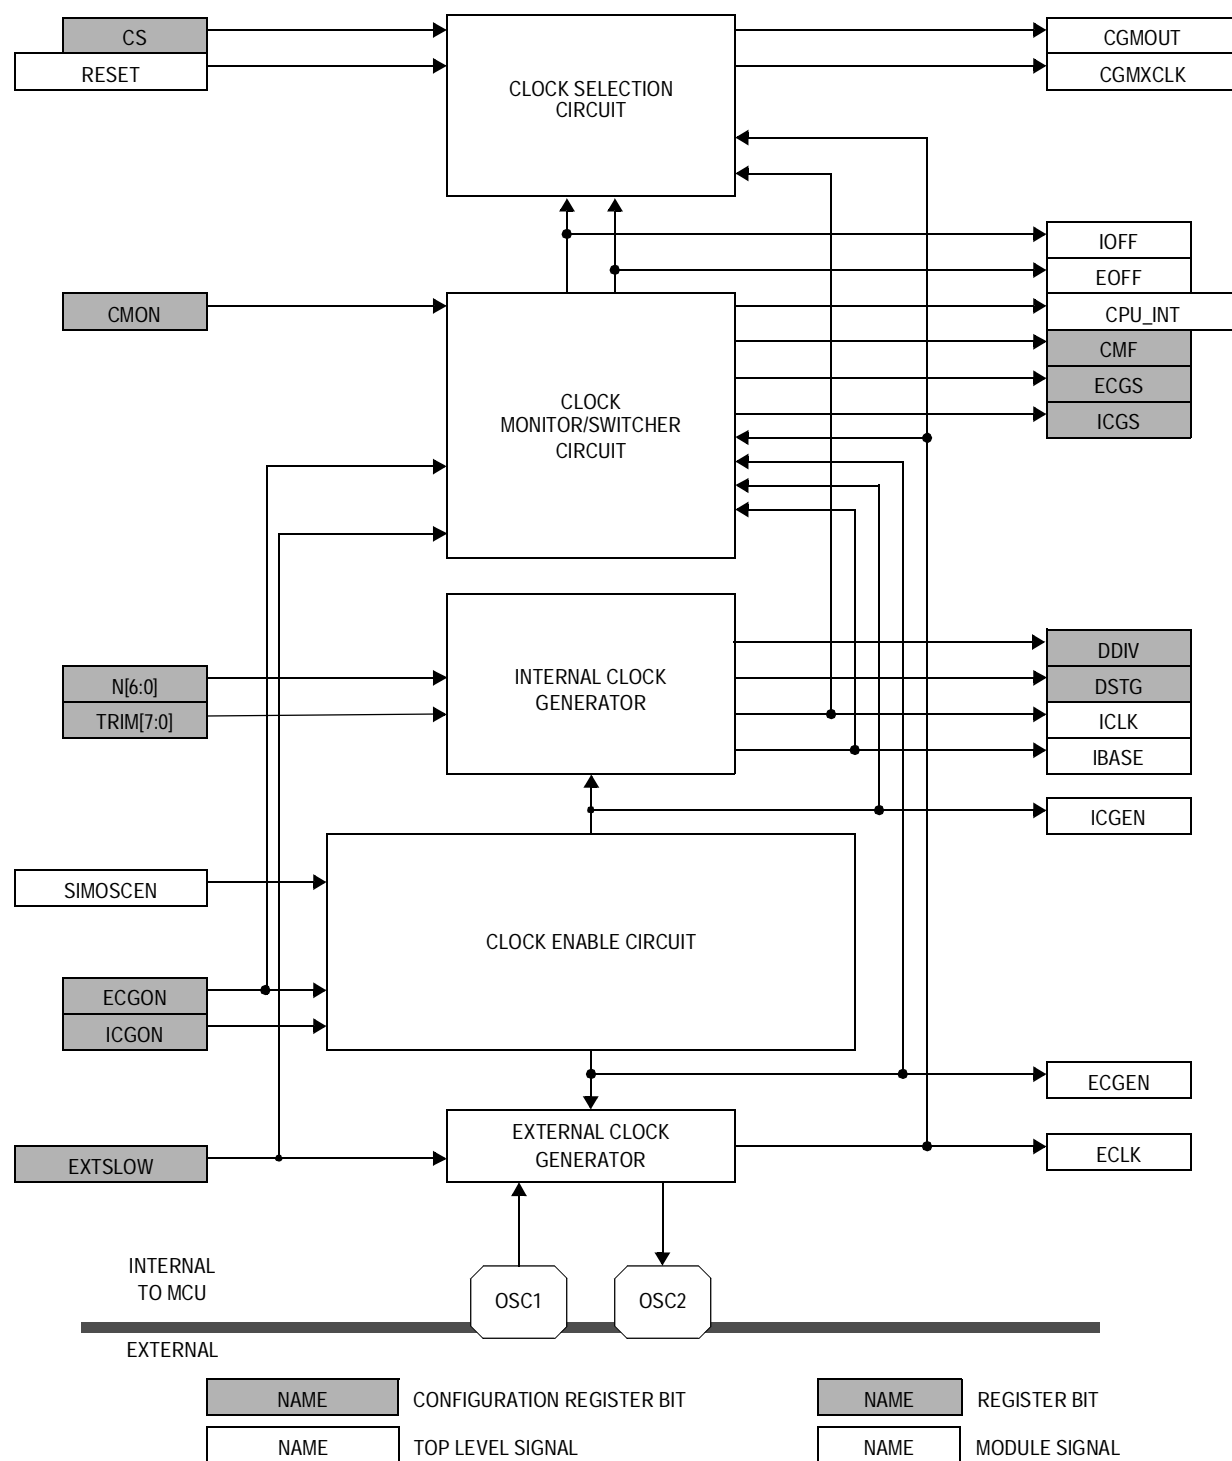 CS
RESET
CLOCK SELECTION
CIRCUIT
CGMOUT
CGMXCLK
IOFF
EOFF
CPU_INT
CMF
ECGS
ICGS
CMON
CLOCK
MONITOR/SWITCHER
CIRCUIT
N[6:0]
TRIM[7:0]
INTERNAL CLOCK
GENERATOR
DDIV
DSTG
ICLK
IBASE
ICGEN
SIMOSCEN
CLOCK ENABLE CIRCUIT
ECGON
ICGON
ECGEN
EXTSLOW
EXTERNAL CLOCK
GENERATOR
ECLK
INTERNAL
TO MCU
OSC1
OSC2
EXTERNAL
NAME CONFIGURATION REGISTER BIT
NAME REGISTER BIT
NAME TOP LEVEL SIGNAL
NAME MODULE SIGNAL